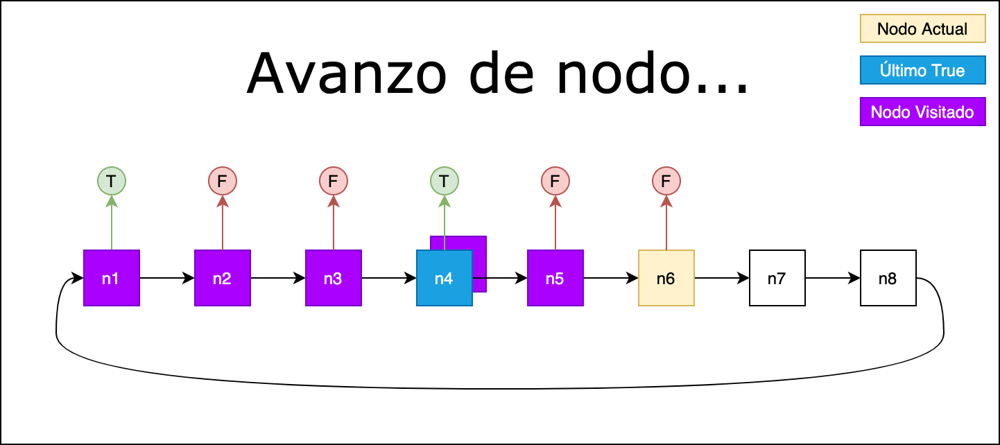 Nodo Actual
Último True
Nodo Visitado
Avanzo de nodo...
T F F T F F
n1 n2 n3 n4 n5 n6 n7 n8